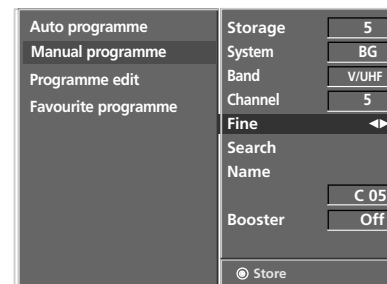 Auto programme
Manual programme
Programme edit
Favourite programme
Storage 5
System BG
Band V/UHF
Channel 5
Fine ◀▶
Search
Name
C 05
Booster Off
Store